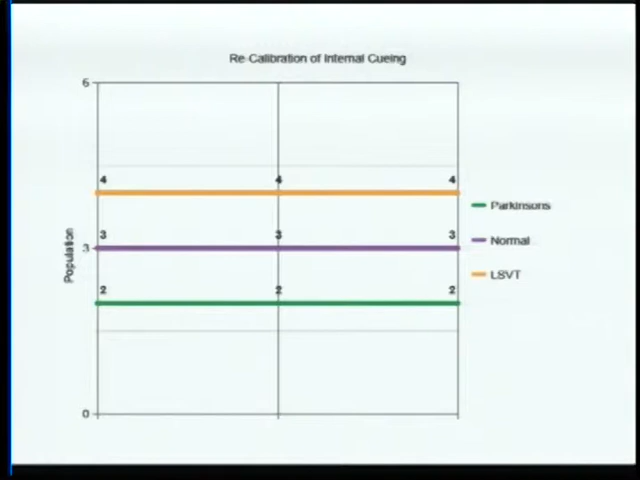 Re-Calibration of Internal Cueing
6
4 4 4
Parkinsons
3 3 3
Normal
Population
3
LSVT
2 2 2
0